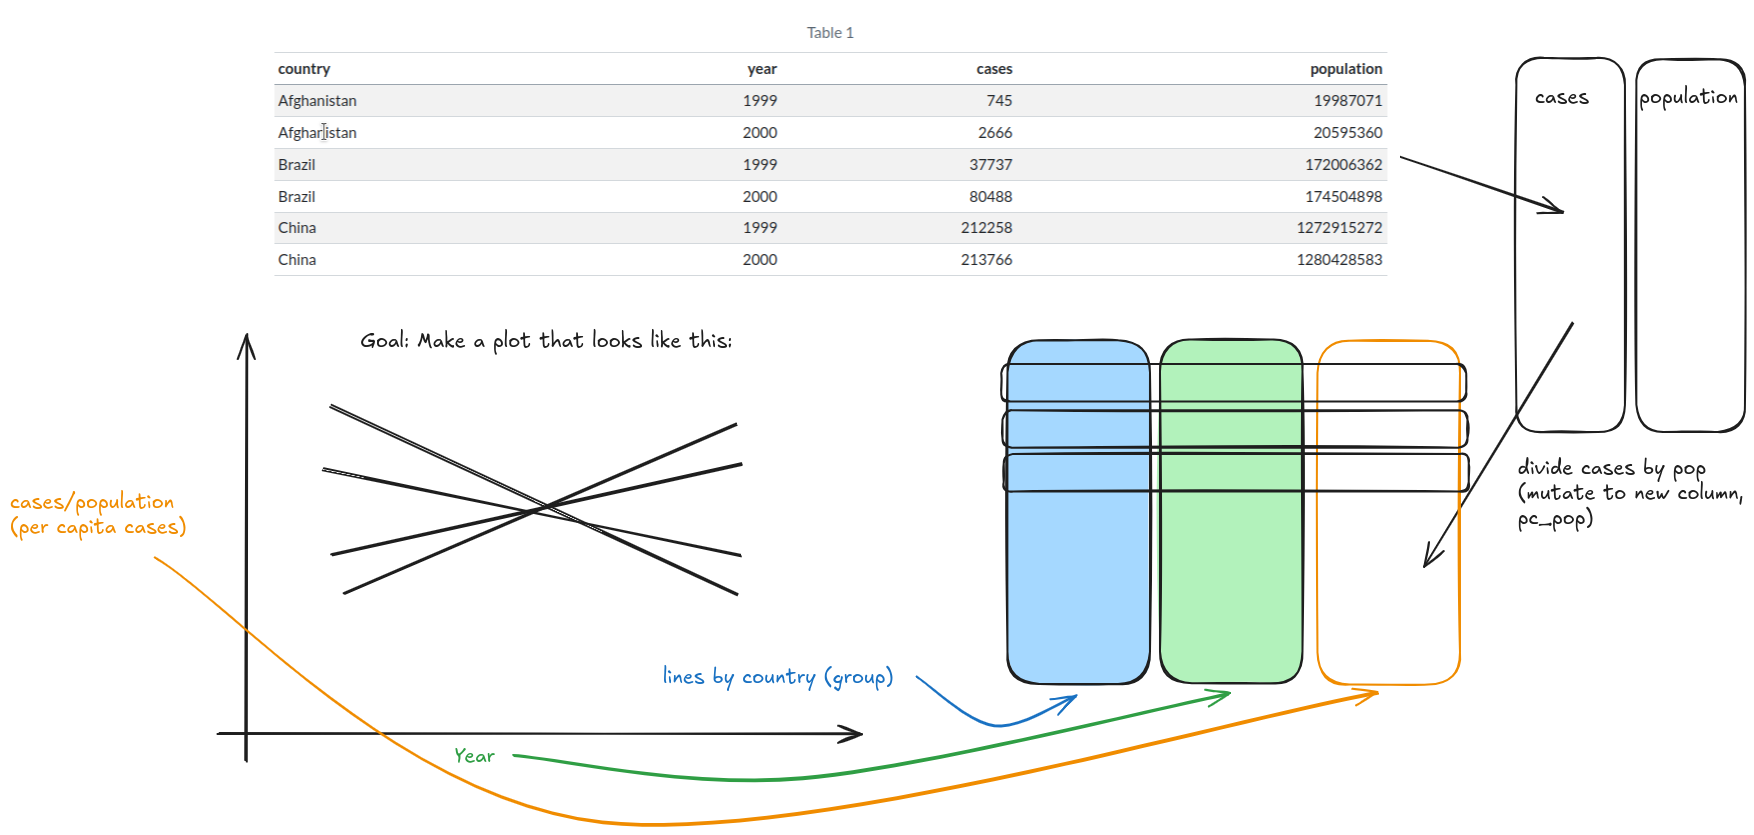 Table 1
country year cases population
Afghanistan 1999 745 19987071
Afghanistan 2000 2666 20595360
Brazil 1999 37737 172006362
Brazil 2000 80488 174504898
China 1999 212258 1272915272
China 2000 213766 1280428583
cases
population
Goal: Make a plot that looks like this:
divide cases by pop
(mutate to new column,
pc_pop)
cases/population
(per capita cases)
lines by country (group)
Year